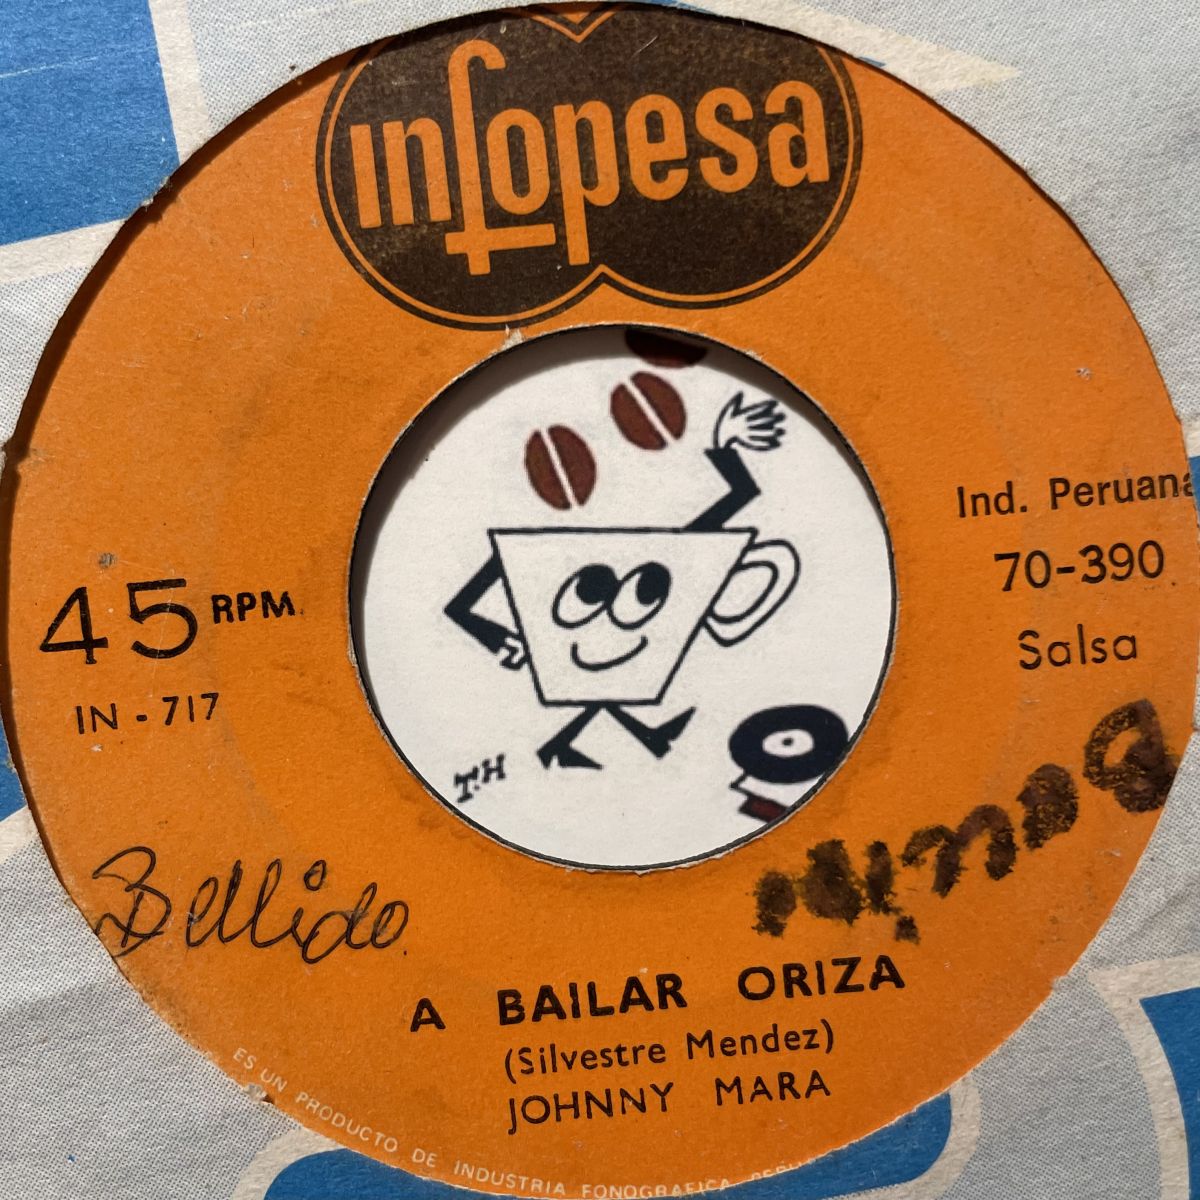 Infopesa
Ind. Peruana
70-390
Salsa
45 RPM
IN - 717
Bellido
T.H
A BAILAR ORIZA
(Silvestre Mendez)
JOHNNY MARA
ES UN PRODUCTO DE INDUSTRIA FONOGRAFICA